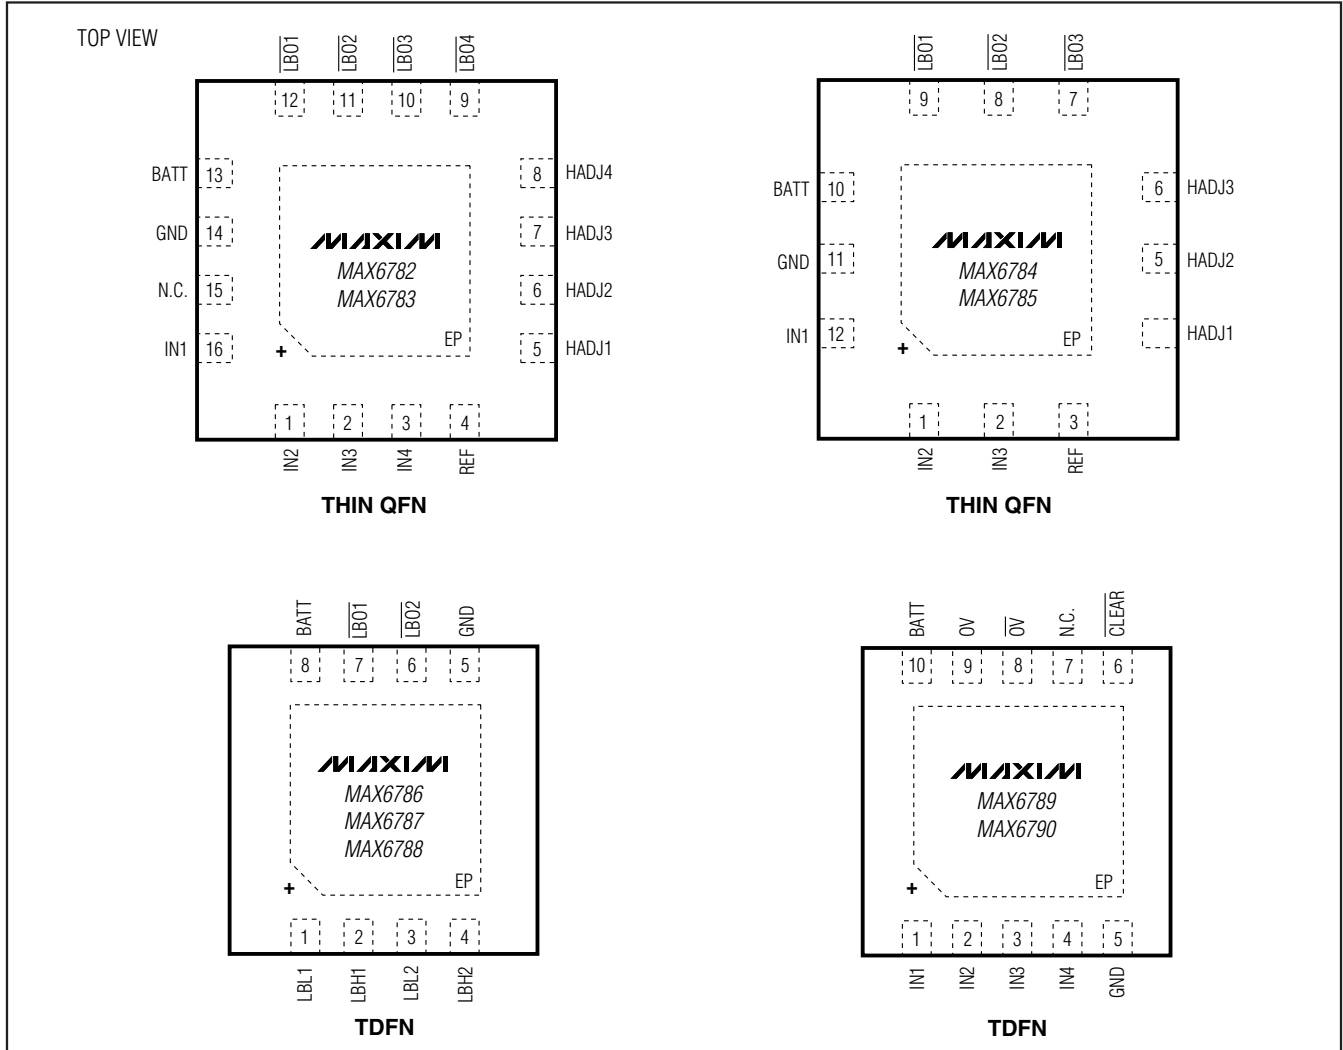 TOP VIEW
LBO1 LBO2 LBO3 LBO4
12 11 10 9
BATT 13
GND 14
N.C. 15
IN1 16
8 HADJ4
7 HADJ3
6 HADJ2
5 HADJ1
MAXIM
MAX6782
MAX6783
EP
+
1 2 3 4
IN2 IN3 IN4 REF
THIN QFN
LBO1 LBO2 LBO3
9 8 7
BATT 10
GND 11
IN1 12
6 HADJ3
5 HADJ2
HADJ1
MAXIM
MAX6784
MAX6785
EP
+
1 2 3
IN2 IN3 REF
THIN QFN
BATT LBO1 LBO2 GND
8 7 6 5
MAXIM
MAX6786
MAX6787
MAX6788
EP
+
1 2 3 4
LBL1 LBH1 LBL2 LBH2
TDFN
BATT OV OV N.C. CLEAR
10 9 8 7 6
MAXIM
MAX6789
MAX6790
EP
+
1 2 3 4 5
IN1 IN2 IN3 IN4 GND
TDFN